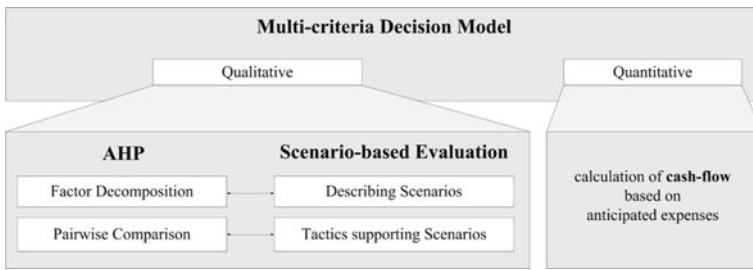 Multi-criteria Decision Model
Qualitative
Quantitative
AHP
Scenario-based Evaluation
Factor Decomposition
Describing Scenarios
Pairwise Comparison
Tactics supporting Scenarios
calculation of cash-flow
based on
anticipated expenses